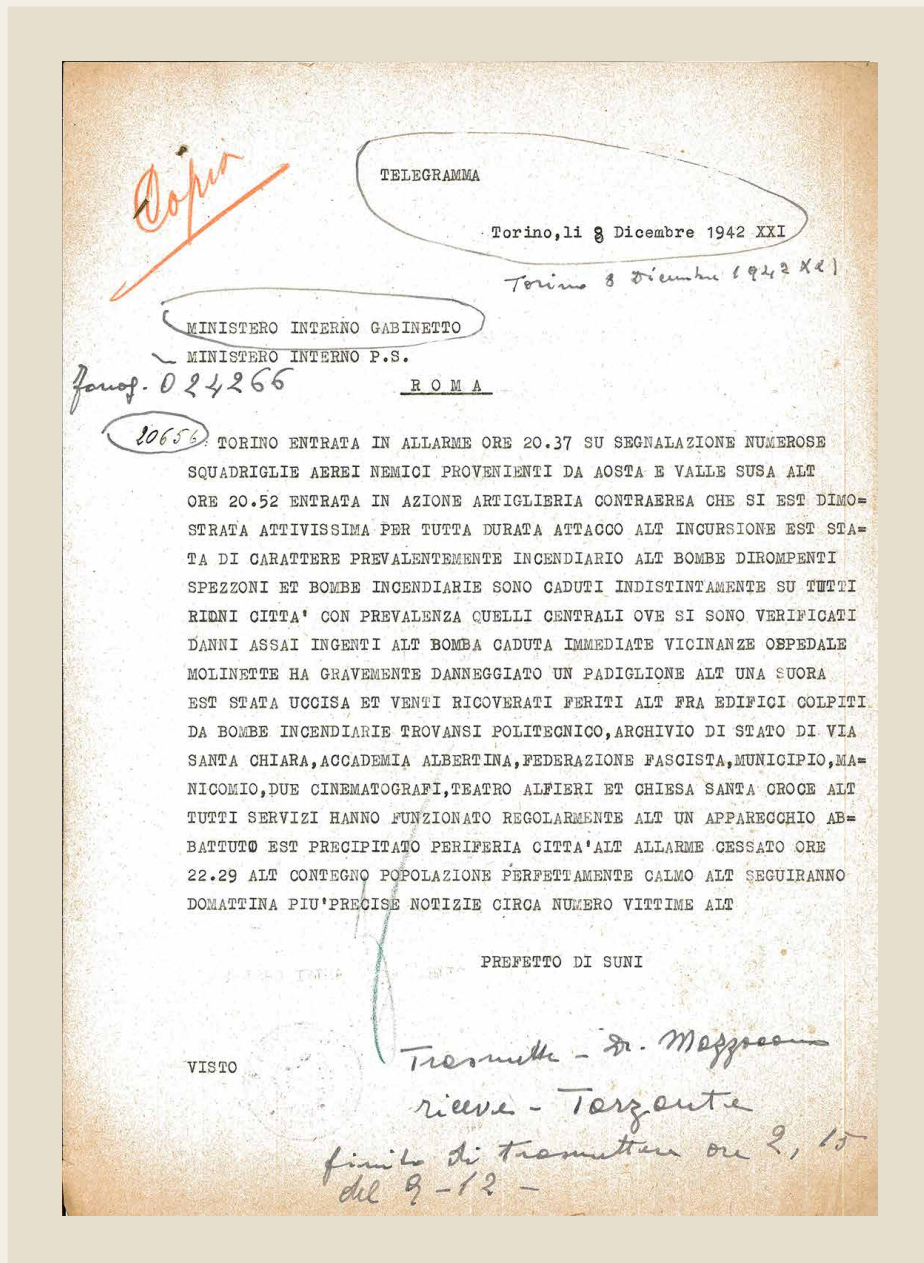 Copia
TELEGRAMMA
Torino,li 8 Dicembre 1942 XXI
Torino 8 Dicembre 1942 XXI
MINISTERO INTERNO GABINETTO
MINISTERO INTERNO P.S.
fonog. 024266
R O M A
20656 : TORINO ENTRATA IN ALLARME ORE 20.37 SU SEGNALAZIONE NUMEROSE
SQUADRIGLIE AEREI NEMICI PROVENIENTI DA AOSTA E VALLE SUSA ALT
ORE 20.52 ENTRATA IN AZIONE ARTIGLIERIA CONTRAEREA CHE SI EST DIMO=
STRATA ATTIVISSIMA PER TUTTA DURATA ATTACCO ALT INCURSIONE EST STA=
TA DI CARATTERE PREVALENTEMENTE INCENDIARIO ALT BOMBE DIROMPENTI
SPEZZONI ET BOMBE INCENDIARIE SONO CADUTI INDISTINTAMENTE SU TUTTI
RIONI CITTA' CON PREVALENZA QUELLI CENTRALI OVE SI SONO VERIFICATI
DANNI ASSAI INGENTI ALT BOMBA CADUTA IMMEDIATE VICINANZE OSPEDALE
MOLINETTE HA GRAVEMENTE DANNEGGIATO UN PADIGLIONE ALT UNA SUORA
EST STATA UCCISA ET VENTI RICOVERATI FERITI ALT FRA EDIFICI COLPITI
DA BOMBE INCENDIARIE TROVANSI POLITECNICO,ARCHIVIO DI STATO DI VIA
SANTA CHIARA,ACCADEMIA ALBERTINA,FEDERAZIONE FASCISTA,MUNICIPIO,MA=
NICOMIO,DUE CINEMATOGRAFI,TEATRO ALFIERI ET CHIESA SANTA CROCE ALT
TUTTI SERVIZI HANNO FUNZIONATO REGOLARMENTE ALT UN APPARECCHIO AB=
BATTUTO EST PRECIPITATO PERIFERIA CITTA'ALT ALLARME CESSATO ORE
22.29 ALT CONTEGNO POPOLAZIONE PERFETTAMENTE CALMO ALT SEGUIRANNO
DOMATTINA PIU'PRECISE NOTIZIE CIRCA NUMERO VITTIME ALT
PREFETTO DI SUNI
VISTO
Trasmette - Dr.
riceve - Torzante
finito di trasmettere ore 2,15
del 9-12-